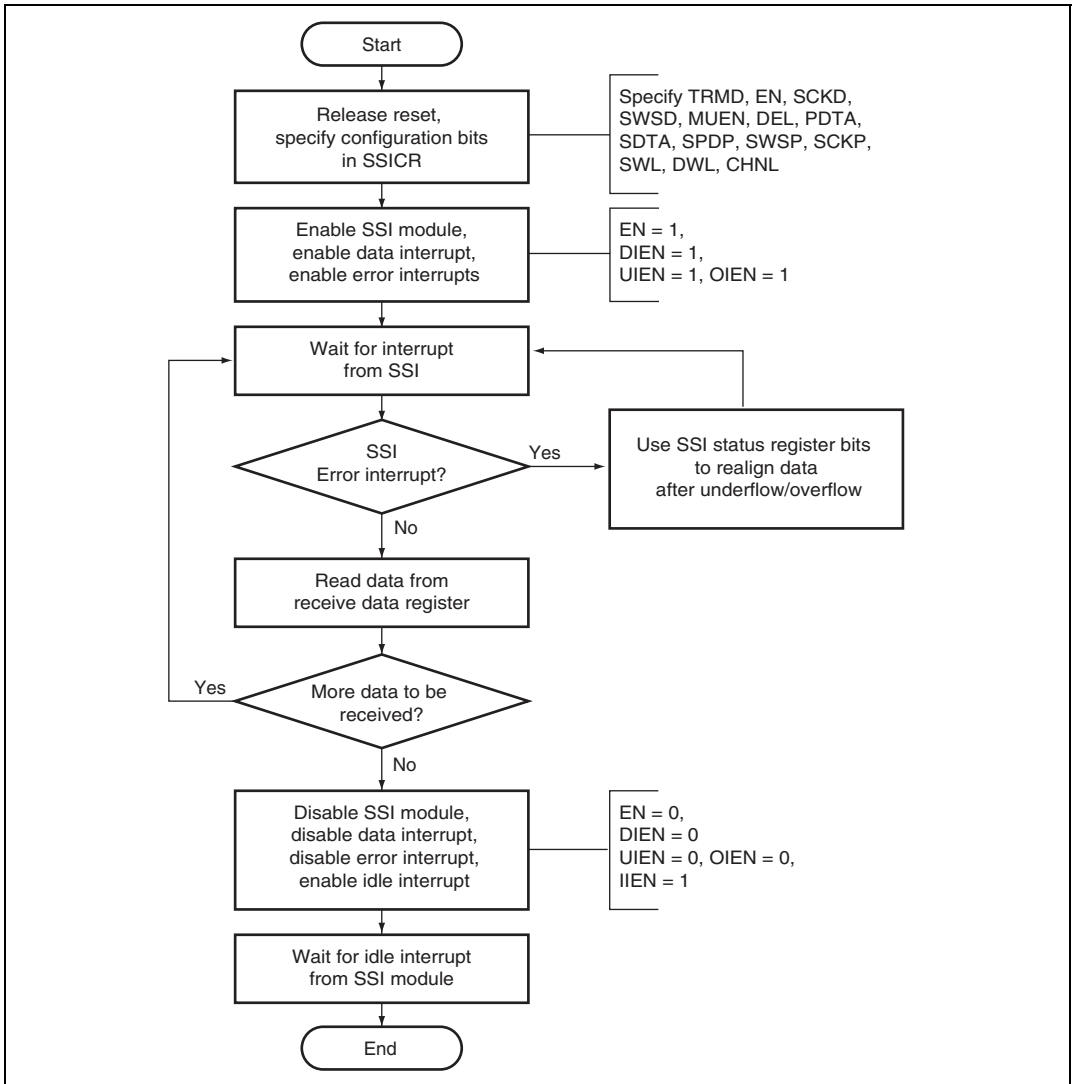 Start
Release reset,
specify configuration bits
in SSICR
Specify TRMD, EN, SCKD,
SWSD, MUEN, DEL, PDTA,
SDTA, SPDP, SWSP, SCKP,
SWL, DWL, CHNL
Enable SSI module,
enable data interrupt,
enable error interrupts
EN = 1,
DIEN = 1,
UIEN = 1, OIEN = 1
Wait for interrupt
from SSI
SSI
Error interrupt?
Yes
Use SSI status register bits
to realign data
after underflow/overflow
No
Read data from
receive data register
More data to be
received?
Yes
No
Disable SSI module,
disable data interrupt,
disable error interrupt,
enable idle interrupt
EN = 0,
DIEN = 0
UIEN = 0, OIEN = 0,
IIEN = 1
Wait for idle interrupt
from SSI module
End